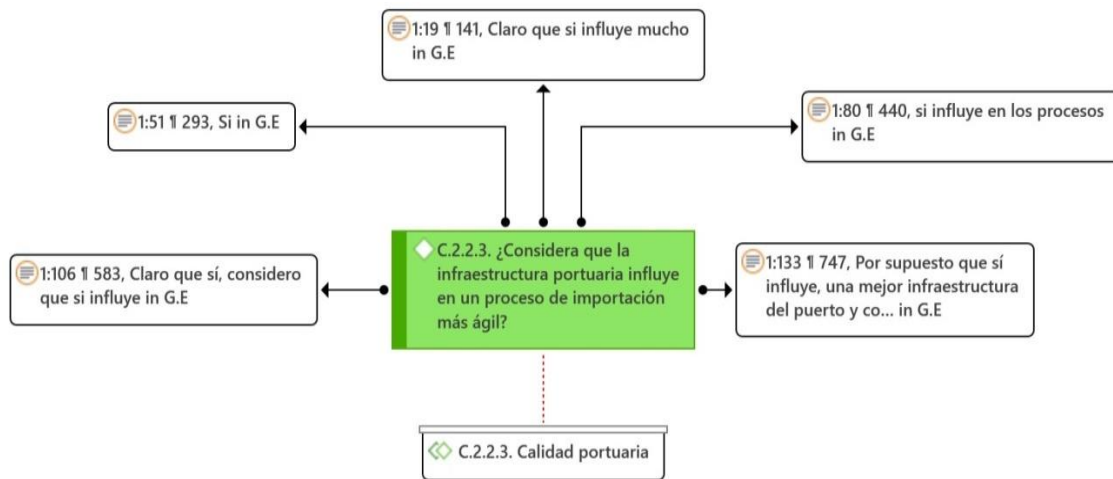 1:19 ¶ 141, Claro que si influye mucho
in G.E
1:51 ¶ 293, Si in G.E
1:80 ¶ 440, si influye en los procesos
in G.E
C.2.2.3. ¿Considera que la
infraestructura portuaria influye
en un proceso de importación
más ágil?
1:106 ¶ 583, Claro que sí, considero
que si influye in G.E
1:133 ¶ 747, Por supuesto que sí
influye, una mejor infraestructura
del puerto y co... in G.E
C.2.2.3. Calidad portuaria